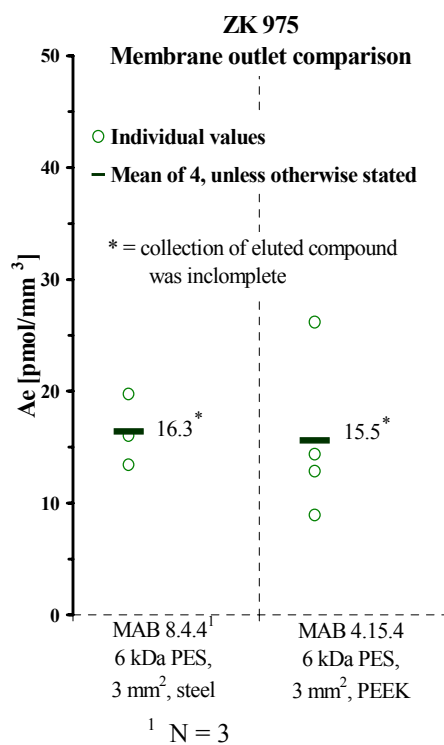 ZK 975
Membrane outlet comparison
50
40
30
20
10
0
Ae [pmol/mm³]
Individual values
Mean of 4, unless otherwise stated
* = collection of eluted compound
was inclomplete
16.3*
15.5*
MAB 8.4.4¹
6 kDa PES,
3 mm², steel
MAB 4.15.4
6 kDa PES,
3 mm², PEEK
¹ N = 3